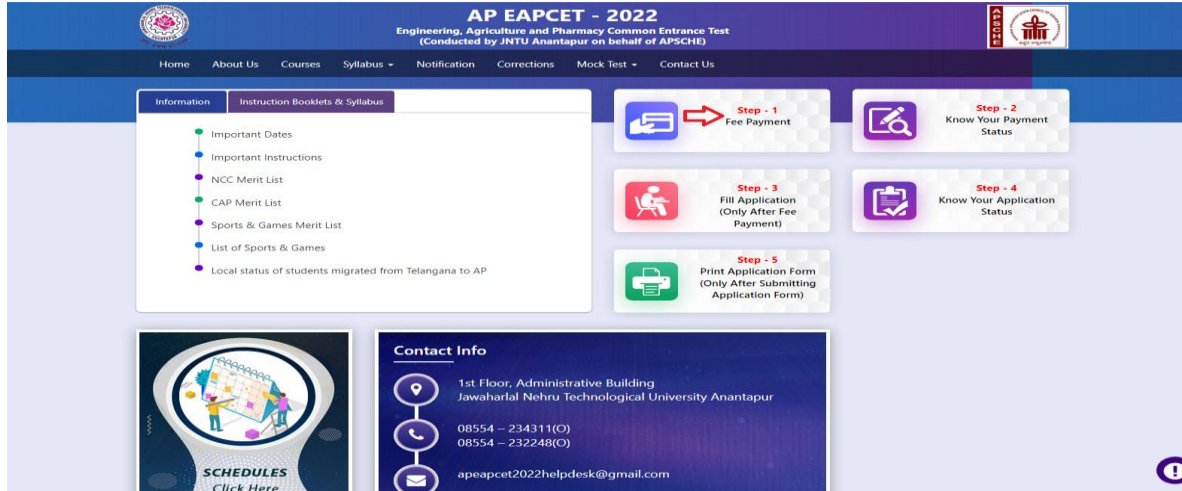 AP EAPCET - 2022
Engineering, Agriculture and Pharmacy Common Entrance Test
(Conducted by JNTU Anantapur on behalf of APSCHE)
APSCHE
Home About Us Courses Syllabus Notification Corrections Mock Test Contact Us
Information Instruction Booklets & Syllabus
Important Dates
Important Instructions
NCC Merit List
CAP Merit List
Sports & Games Merit List
List of Sports & Games
Local status of students migrated from Telangana to AP
Step - 1
Fee Payment
Step - 2
Know Your Payment
Status
Step - 3
Fill Application
(Only After Fee
Payment)
Step - 4
Know Your Application
Status
Step - 5
Print Application Form
(Only After Submitting
Application Form)
SCHEDULES
Click Here
Contact Info
1st Floor, Administrative Building
Jawaharlal Nehru Technological University Anantapur
08554 – 234311(O)
08554 – 232248(O)
apeapcet2022helpdesk@gmail.com